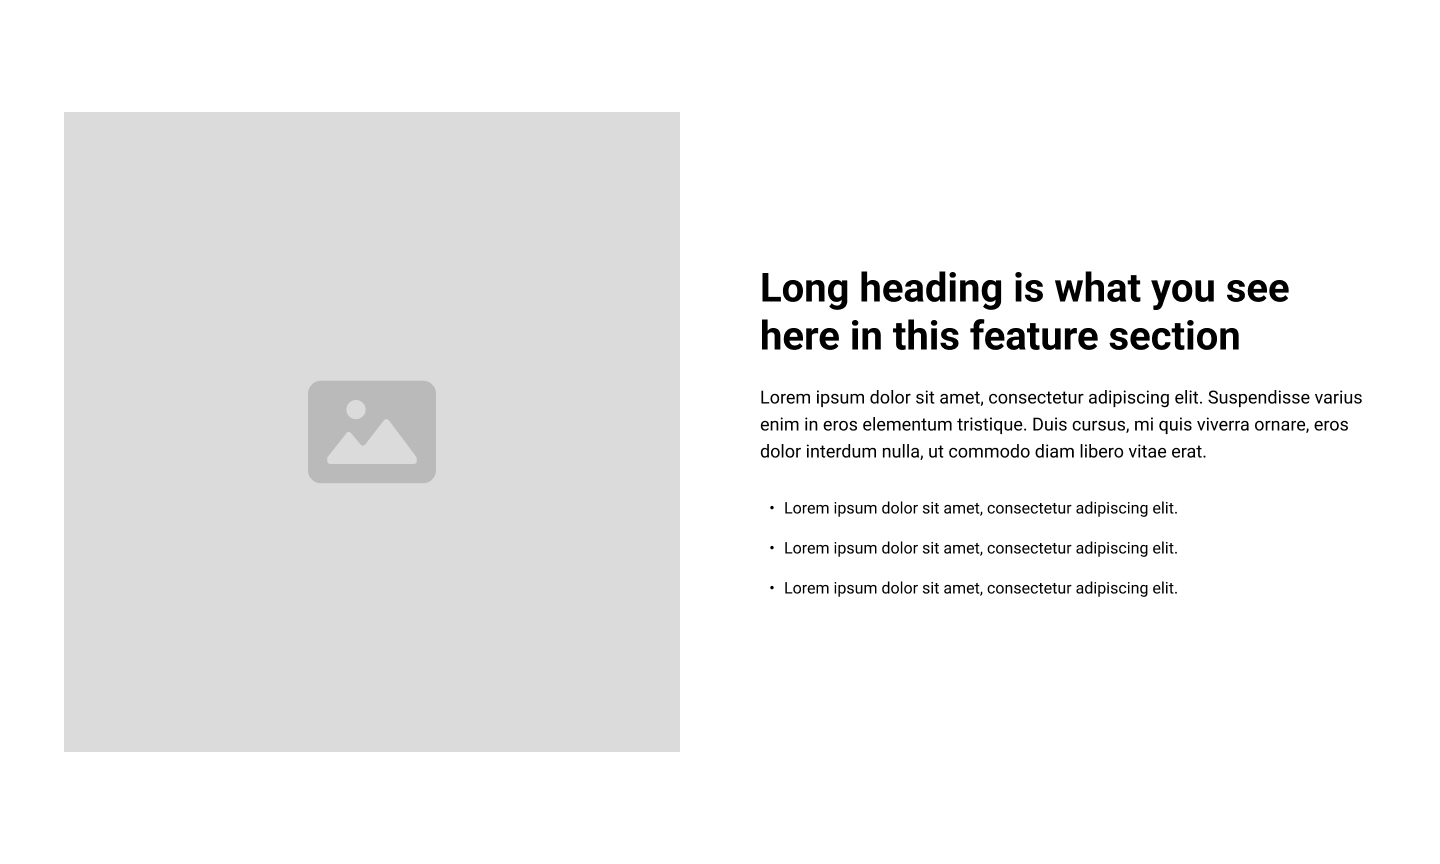 Long heading is what you see
here in this feature section
Lorem ipsum dolor sit amet, consectetur adipiscing elit. Suspendisse varius
enim in eros elementum tristique. Duis cursus, mi quis viverra ornare, eros
dolor interdum nulla, ut commodo diam libero vitae erat.
• Lorem ipsum dolor sit amet, consectetur adipiscing elit.
• Lorem ipsum dolor sit amet, consectetur adipiscing elit.
• Lorem ipsum dolor sit amet, consectetur adipiscing elit.